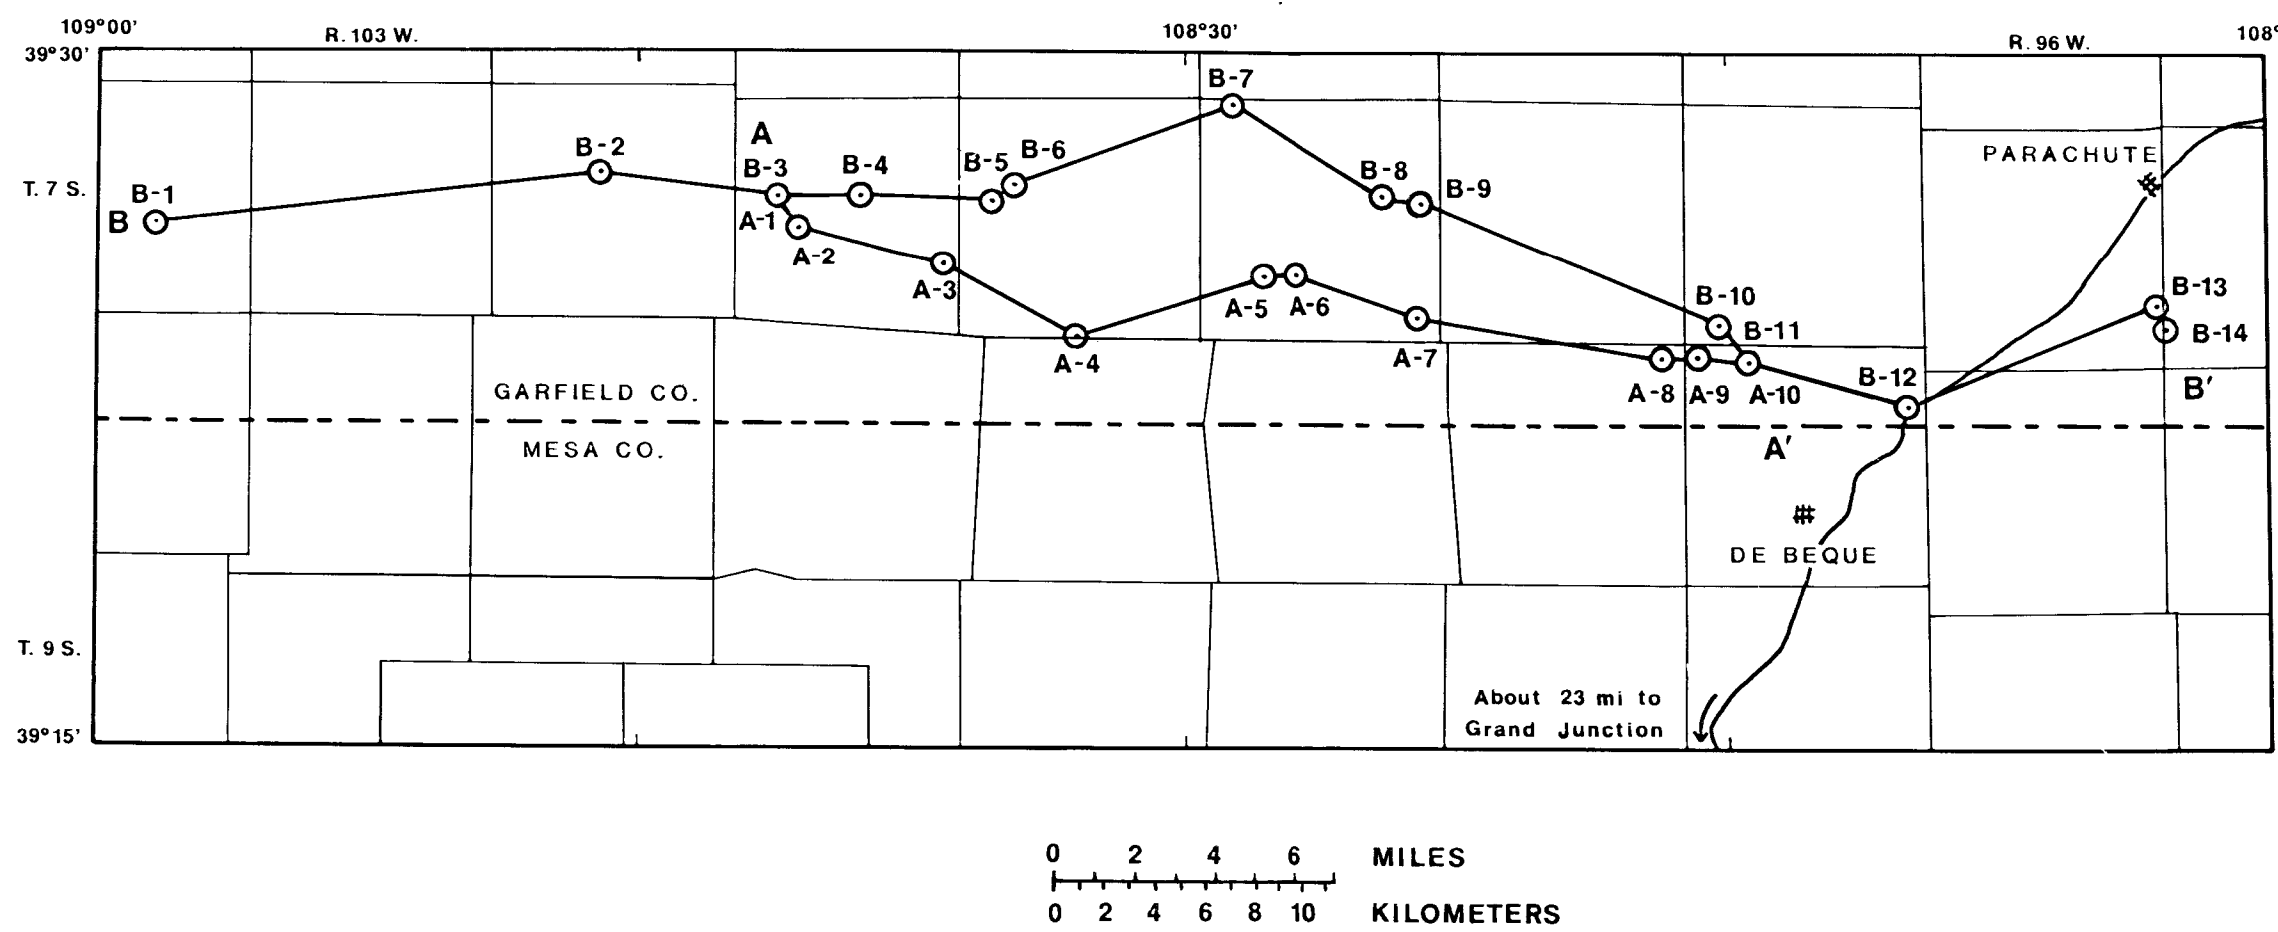 109°00'
R. 103 W.
108°30'
R. 96 W.
108°
39°30'
B-7
A
B-2
B-6
PARACHUTE
B-3
B-4
B-5
B-8
B-9
T. 7 S.
B-1
B
A-1
A-2
A-3
B-13
B-10
A-5
A-6
B-11
B-14
A-4
A-7
B-12
GARFIELD CO.
A-8
A-9
A-10
B'
MESA CO.
A'
DE BEQUE
T. 9 S.
About 23 mi to
Grand Junction
39°15'
0 2 4 6 MILES
0 2 4 6 8 10 KILOMETERS